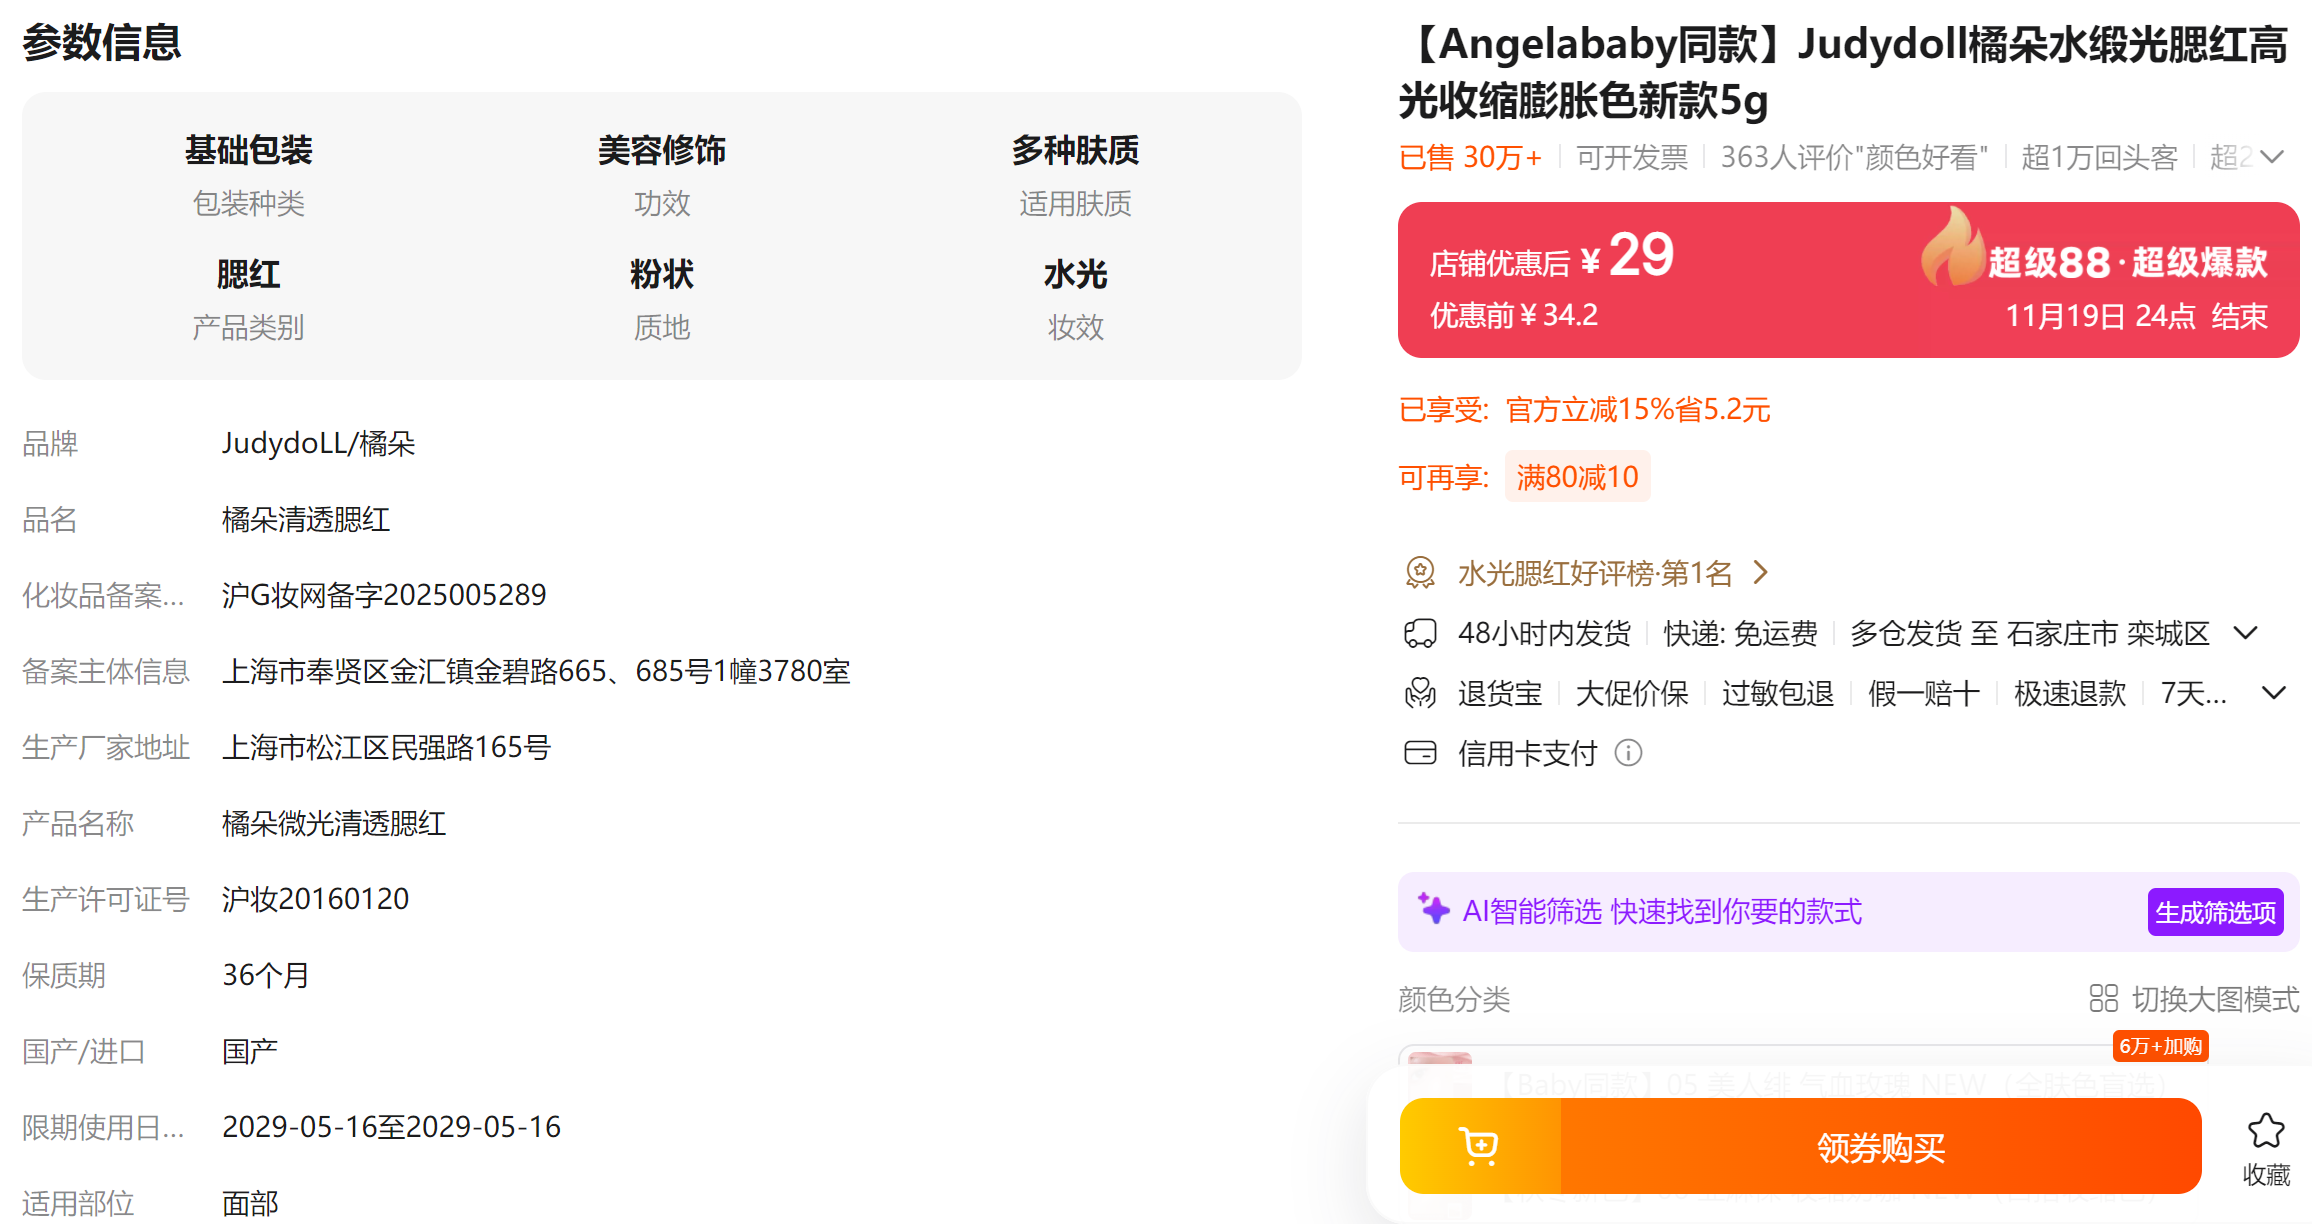 参数信息
基础包装 美容修饰 多种肤质
包装种类 功效 适用肤质
腮红 粉状 水光
产品类别 质地 妆效
品牌 JudydoLL/橘朵
品名 橘朵清透腮红
化妆品备案... 沪G妆网备字2025005289
备案主体信息 上海市奉贤区金汇镇金碧路665、685号1幢3780室
生产厂家地址 上海市松江区民强路165号
产品名称 橘朵微光清透腮红
生产许可证号 沪妆20160120
保质期 36个月
国产/进口 国产
限期使用日... 2029-05-16至2029-05-16
适用部位 面部
【Angelababy同款】Judydoll橘朵水缎光腮红高
光收缩膨胀色新款5g
已售 30万+ 可开发票 363人评价"颜色好看" 超1万回头客 超2
店铺优惠后 ¥ 29
优惠前 ¥ 34.2
超级88·超级爆款
11月19日 24点 结束
已享受: 官方立减15%省5.2元
可再享: 满80减10
水光腮红好评榜·第1名
48小时内发货 快递: 免运费 多仓发货 至 石家庄市 栾城区
退货宝 大促价保 过敏包退 假一赔十 极速退款 7天...
信用卡支付
AI智能筛选 快速找到你要的款式 生成筛选项
颜色分类 切换大图模式
6万+加购
【Baby同款】05 美人绯 气血玫瑰 NEW（全肤色盲选）
领券购买
收藏